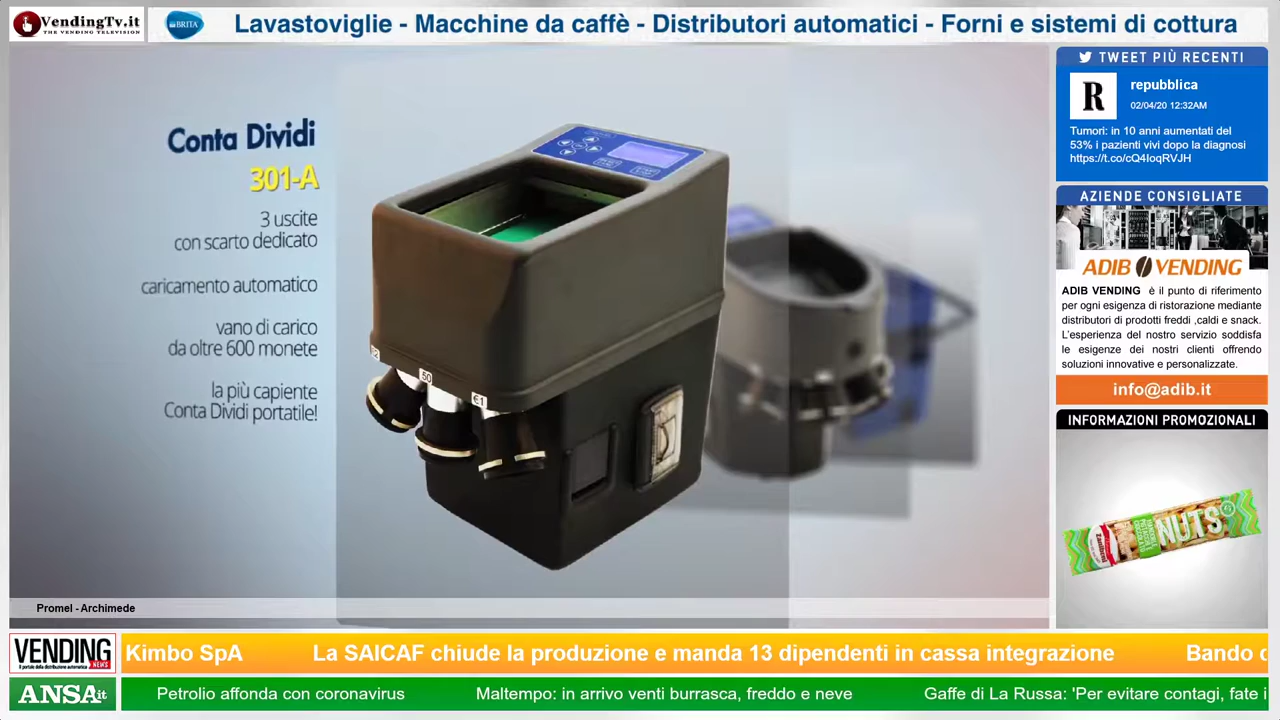 VendingTv.it
THE VENDING TELEVISION
BRITA
Lavastoviglie - Macchine da caffè - Distributori automatici - Forni e sistemi di cottura
Conta Dividi
301-A
3 uscite
con scarto dedicato
caricamento automatico
vano di carico
da oltre 600 monete
la più capiente
Conta Dividi portatile!
50
€1
Promel - Archimede
TWEET PIÙ RECENTI
R
repubblica
02/04/20 12:32AM
Tumori: in 10 anni aumentati del
53% i pazienti vivi dopo la diagnosi
https://t.co/cQ4IoqRVJH
AZIENDE CONSIGLIATE
ADIB VENDING
ADIB VENDING è il punto di riferimento
per ogni esigenza di ristorazione mediante
distributori di prodotti freddi ,caldi e snack.
L'esperienza del nostro servizio soddisfa
le esigenze dei nostri clienti offrendo
soluzioni innovative e personalizzate.
info@adib.it
INFORMAZIONI PROMOZIONALI
NUTS
VENDING
NEWS
Il portale della distribuzione automatica
Kimbo SpA La SAICAF chiude la produzione e manda 13 dipendenti in cassa integrazione Bando
ANSA.it
Petrolio affonda con coronavirus Maltempo: in arrivo venti burrasca, freddo e neve Gaffe di La Russa: 'Per evitare contagi, fate i